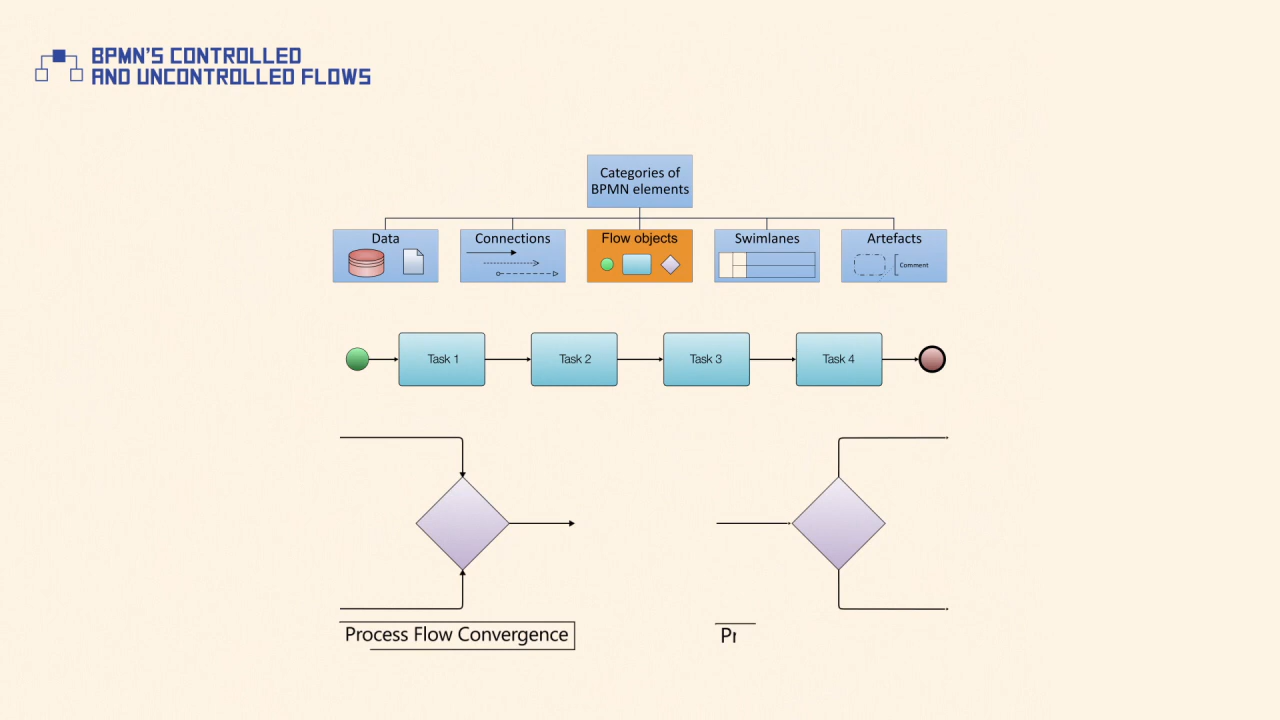 BPMN'S CONTROLLED
AND UNCONTROLLED FLOWS
Categories of
BPMN elements
Data
Connections
Flow objects
Swimlanes
Artefacts
Comment
Task 1
Task 2
Task 3
Task 4
Process Flow Convergence